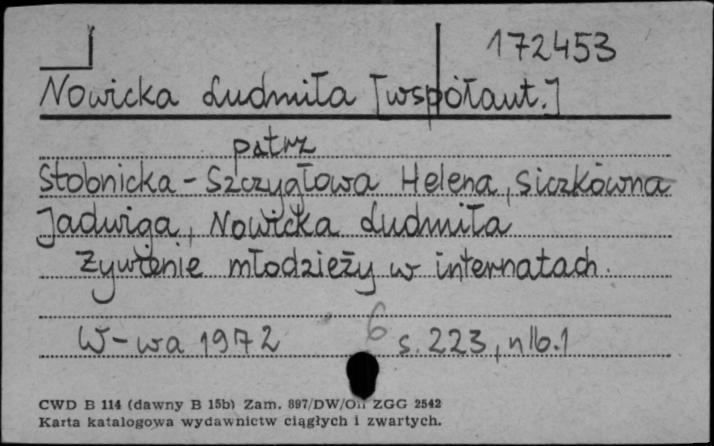 172453
Nowicka Ludmiła [współaut.]
patrz
Stobnicka-Szczygłowa Helena, Siczkówna
Jadwiga, Nowicka Ludmiła
Żywienie młodzieży w internatach.
W-wa 1972 6 s. 223, nlb. 1
CWD B 114 (dawny B 15b) Zam. 897/DW/ ZGG 2542
Karta katalogowa wydawnictw ciągłych i zwartych.